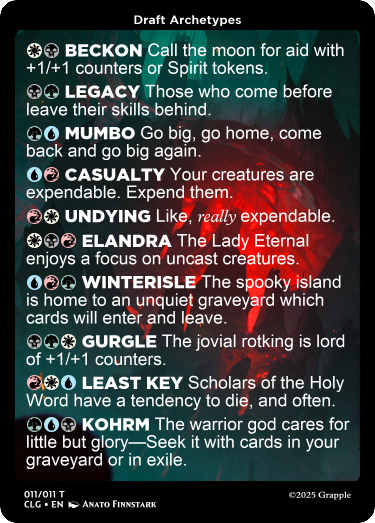 Draft Archetypes
BECKON Call the moon for aid with
+1/+1 counters or Spirit tokens.
LEGACY Those who come before
leave their skills behind.
MUMBO Go big, go home, come
back and go big again.
CASUALTY Your creatures are
expendable. Expend them.
UNDYING Like, really expendable.
ELANDRA The Lady Eternal
enjoys a focus on uncast creatures.
WINTERISLE The spooky island
is home to an unquiet graveyard which
cards will enter and leave.
GURGLE The jovial rotking is lord
of +1/+1 counters.
LEAST KEY Scholars of the Holy
Word have a tendency to die, and often.
KOHRM The warrior god cares for
little but glory—Seek it with cards in your
graveyard or in exile.
011/011 T
CLG • EN Anato Finnstark
©2025 Grapple